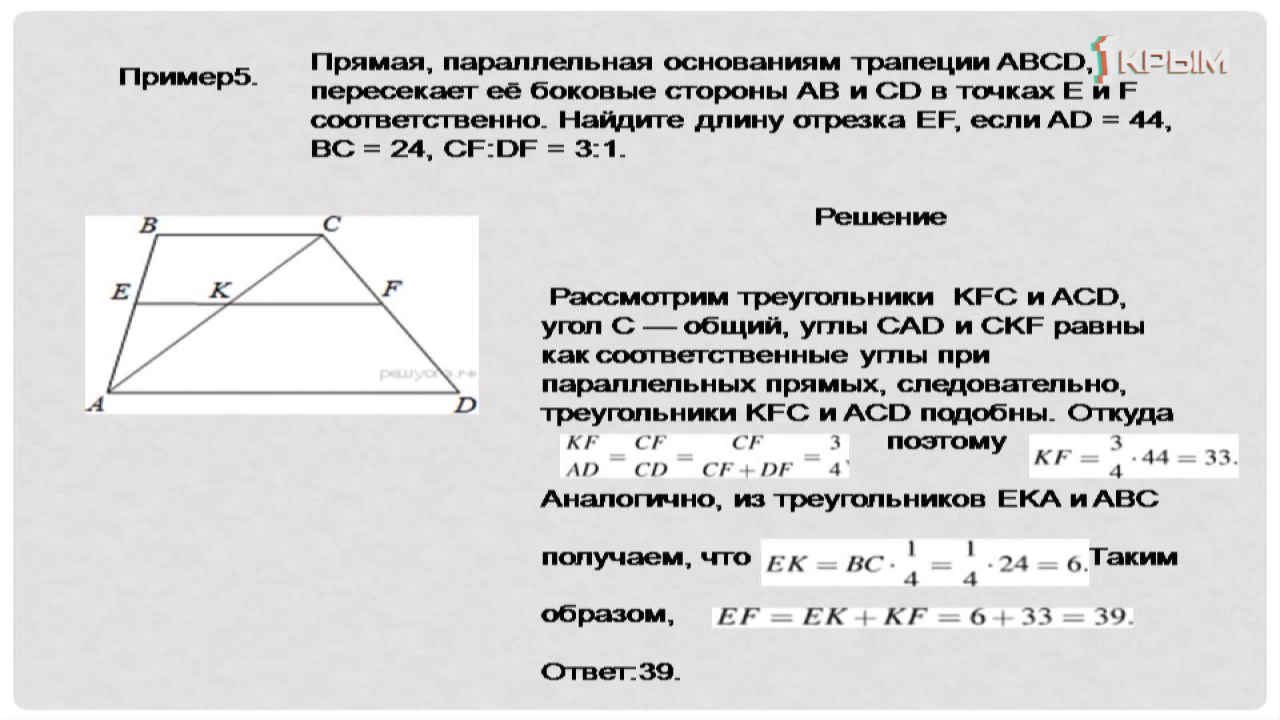 Пример5.
Прямая, параллельная основаниям трапеции ABCD,
пересекает её боковые стороны AB и CD в точках E и F
соответственно. Найдите длину отрезка EF, если AD = 44,
BC = 24, CF:DF = 3:1.
1 КРЫМ
Решение
B C
E K F
A D
решуогэ.рф
Рассмотрим треугольники KFC и ACD,
угол C — общий, углы CAD и CKF равны
как соответственные углы при
параллельных прямых, следовательно,
треугольники KFC и ACD подобны. Откуда
KF/AD = CF/CD = CF/(CF + DF) = 3/4, поэтому KF = 3/4 · 44 = 33.
Аналогично, из треугольников EKA и ABC
получаем, что EK = BC · 1/4 = 1/4 · 24 = 6. Таким
образом, EF = EK + KF = 6 + 33 = 39.
Ответ:39.